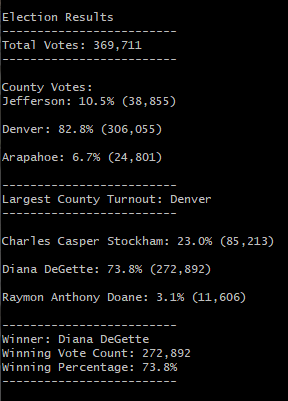 Election Results
-------------------------
Total Votes: 369,711
-------------------------
County Votes:
Jefferson: 10.5% (38,855)
Denver: 82.8% (306,055)
Arapahoe: 6.7% (24,801)
-------------------------
Largest County Turnout: Denver
-------------------------
Charles Casper Stockham: 23.0% (85,213)
Diana DeGette: 73.8% (272,892)
Raymon Anthony Doane: 3.1% (11,606)
-------------------------
Winner: Diana DeGette
Winning Vote Count: 272,892
Winning Percentage: 73.8%
-------------------------